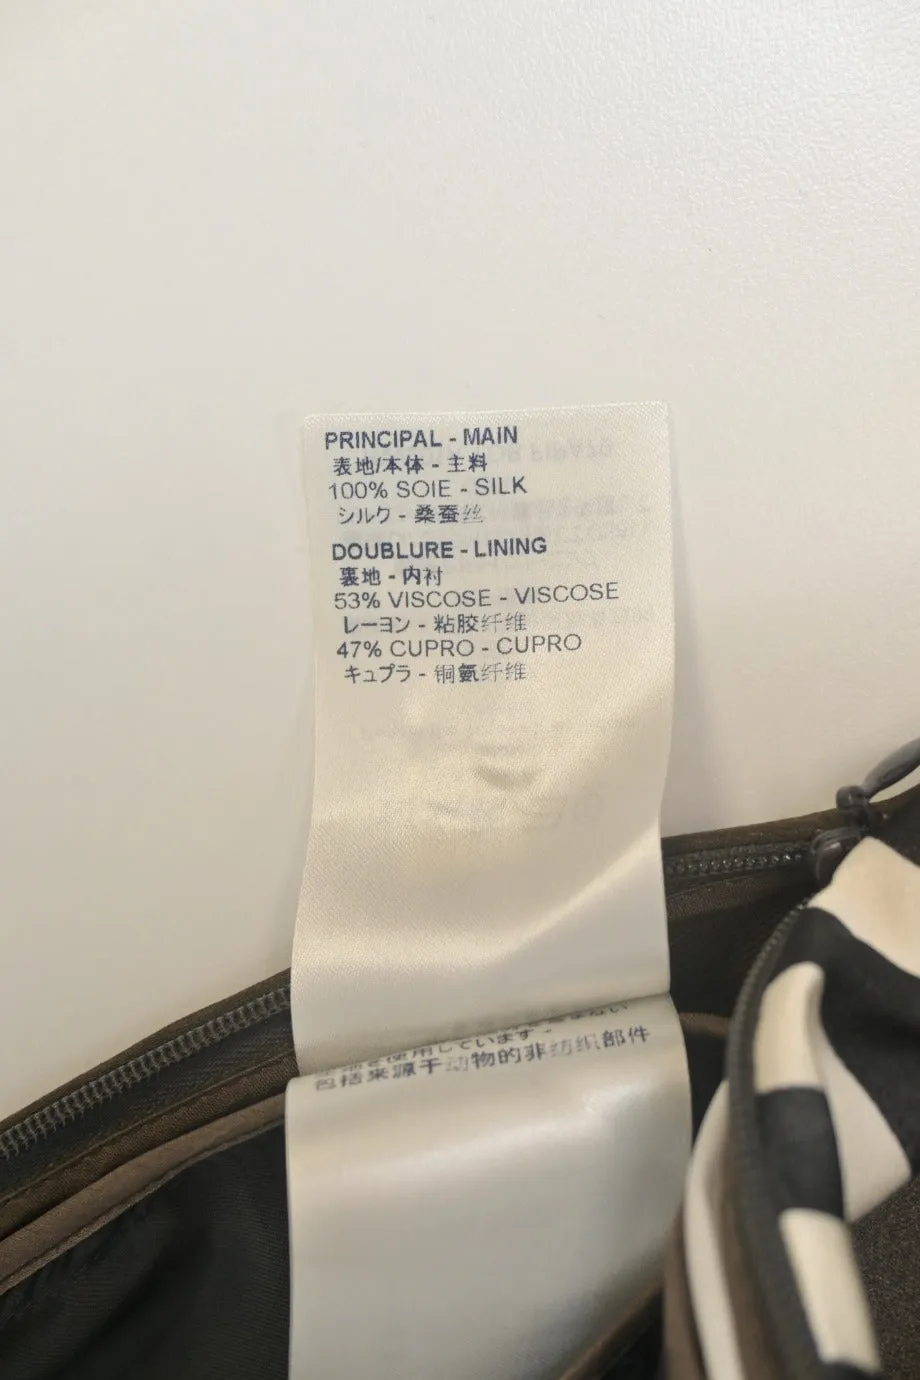 PRINCIPAL - MAIN
表地/本体 - 主料
100% SOIE - SILK
シルク - 桑蚕丝
DOUBLURE - LINING
裏地 - 内衬
53% VISCOSE - VISCOSE
レーヨン - 粘胶纤维
47% CUPRO - CUPRO
キュプラ - 铜氨纤维
を使用しています。
包括来源于动物的非纺织部件